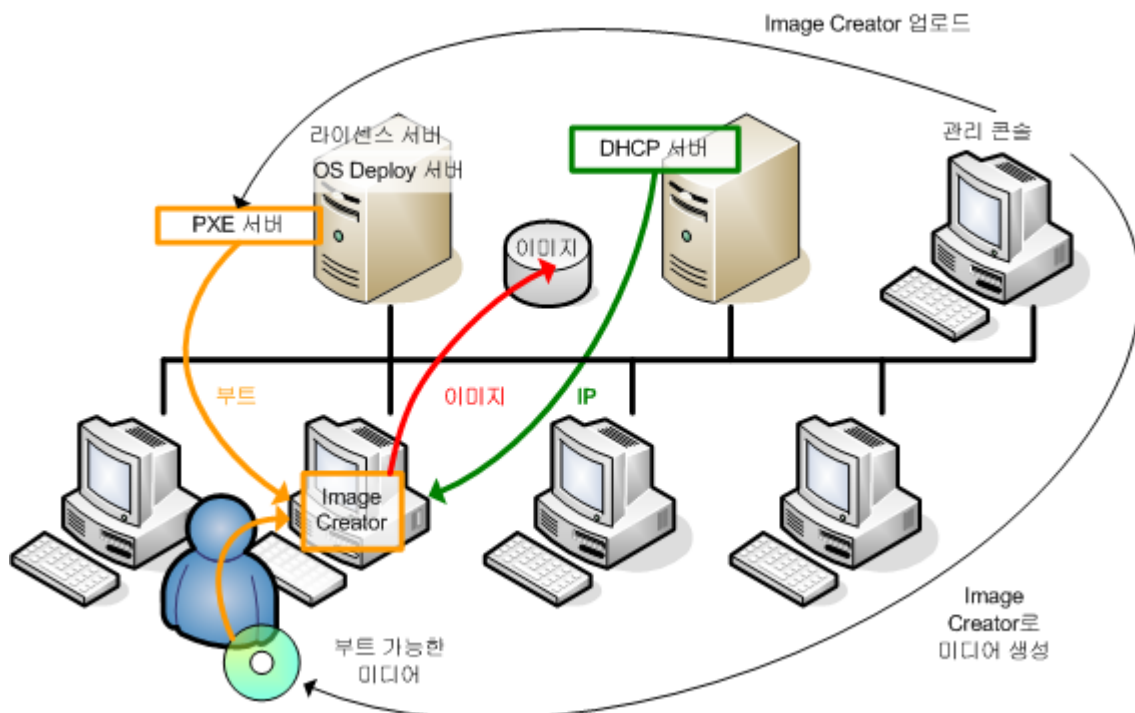 Image Creator 업로드
라이센스 서버
OS Deploy 서버
DHCP 서버
관리 콘솔
PXE 서버
이미지
부트
이미지
IP
Image
Creator
Image
Creator로
미디어 생성
부트 가능한
미디어